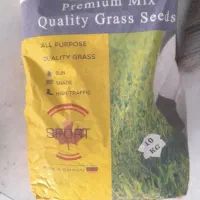 Premium Mix
Quality Grass Seeds
ALL PURPOSE
QUALITY GRASS
SUN
SHADE
HIGH TRAFFIC
SPORT
10
KG